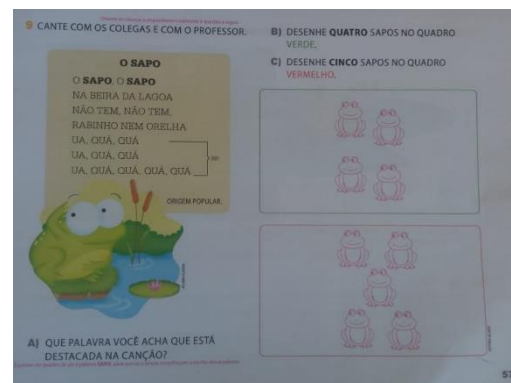 9 CANTE COM OS COLEGAS E COM O PROFESSOR.
O SAPO
O SAPO, O SAPO
NA BEIRA DA LAGOA
NÃO TEM, NÃO TEM,
RABINHO NEM ORELHA
UA, QUÁ, QUÁ
UA, QUÁ, QUÁ
UA, QUÁ, QUÁ, QUÁ, QUÁ
ORIGEM POPULAR.
A) QUE PALAVRA VOCÊ ACHA QUE ESTÁ
DESTACADA NA CANÇÃO?
B) DESENHE QUATRO SAPOS NO QUADRO
VERDE.
C) DESENHE CINCO SAPOS NO QUADRO
VERMELHO.